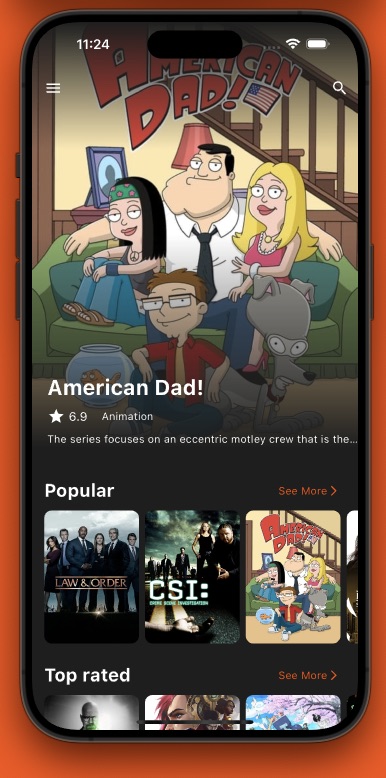 11:24
AMERICAN
DAD!
American Dad!
6.9 Animation
The series focuses on an eccentric motley crew that is the...
Popular
See More
LAW & ORDER
CSI:
CRIME SCENE INVESTIGATION
AMERICAN
DAD!
Top rated
See More